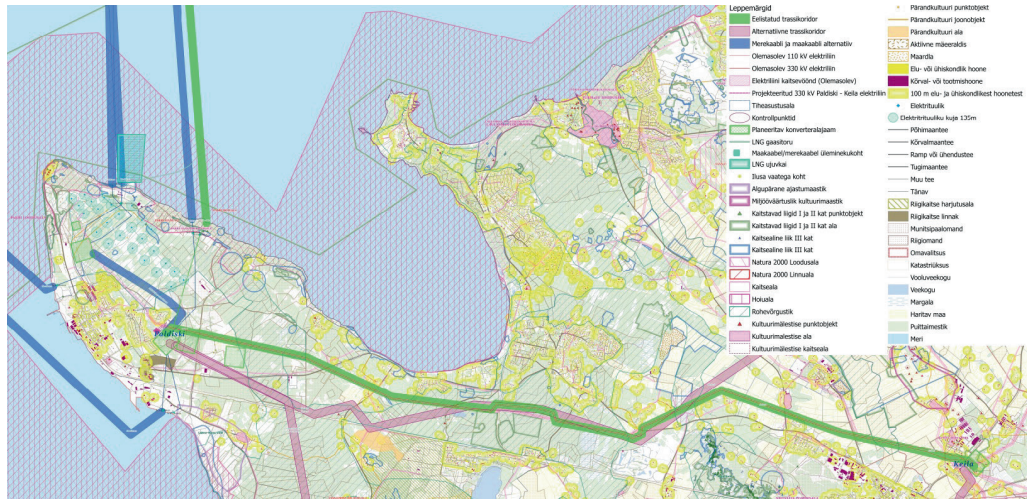 Leppemärgid
Eelistatud trassikoridor
Alternatiivne trassikoridor
Merekaabli ja maakaabli alternatiiv
Olemasolev 110 kV elektriliin
Olemasolev 330 kV elektriliin
Elektriliini kaitsevöönd (Olemasolev)
Projekteeritud 330 kV Paldiski - Keila elektriliin
Tiheasustusala
Kontrollpunktid
Planeeritav konverteralajaam
LNG gaasitoru
Maakaabel/merekaabel üleminekukoht
LNG ujuvkai
Ilusa vaatega koht
Algupärane ajastumaastik
Miljööväärtuslik kultuurimaastik
Kaitstavad liigid I ja II kat punktobjekt
Kaitstavad liigid I ja II kat ala
Kaitsealine liik III kat
Kaitsealine liik III kat
Natura 2000 Loodusala
Natura 2000 Linnuala
Kaitseala
Hoiuala
Rohevõrgustik
Kultuurimälestise punktobjekt
Kultuurimalestise ala
Kultuurimälestise kaitseala
Pärandkultuuri punktobjekt
Pärandkultuuri joonobjekt
Pärandkultuuri ala
Aktiivne mäeeraldis
Maardla
Elu- või ühiskondlik hoone
Kõrval- või tootmishoone
100 m elu- ja ühiskondlikest hoonetest
Elektrituulik
Elektritrituuliku kuja 135m
Põhimaantee
Kõrvalmaantee
Ramp või ühendustee
Tugimaantee
Muu tee
Tänav
Riigikaitse harjutusala
Riigikaitse linnak
Munitsipaalomand
Riigiomand
Omavalitsus
Katastriüksus
Vooluveekogu
Veekogu
Margala
Haritav maa
Puittaimestik
Meri
Paldiski
Keila